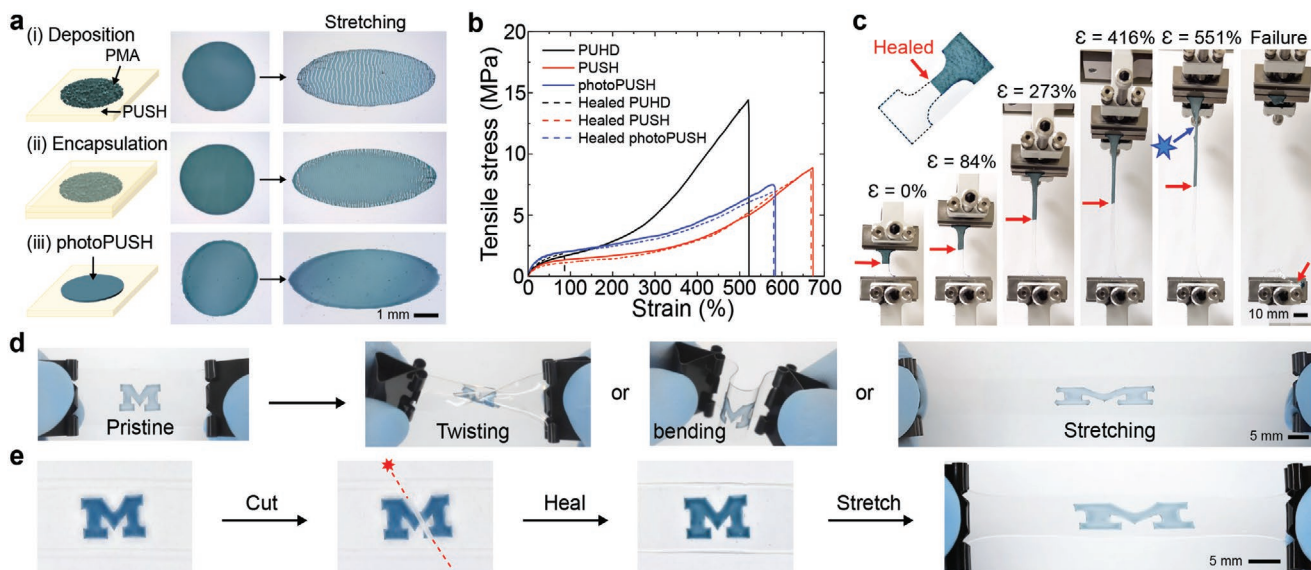 a
(i) Deposition
PMA
PUSH
Stretching
(ii) Encapsulation
(iii) photoPUSH
1 mm
b
Tensile stress (MPa)
20
15
10
5
0
PUHD
PUSH
photoPUSH
Healed PUHD
Healed PUSH
Healed photoPUSH
0 100 200 300 400 500 600 700
Strain (%)
c
Healed
Ɛ = 0%
Ɛ = 84%
Ɛ = 273%
Ɛ = 416%
Ɛ = 551%
Failure
10 mm
d
M
Pristine
Twisting
or
M
bending
or
M
Stretching
5 mm
e
M
Cut
M
Heal
M
Stretch
M
5 mm